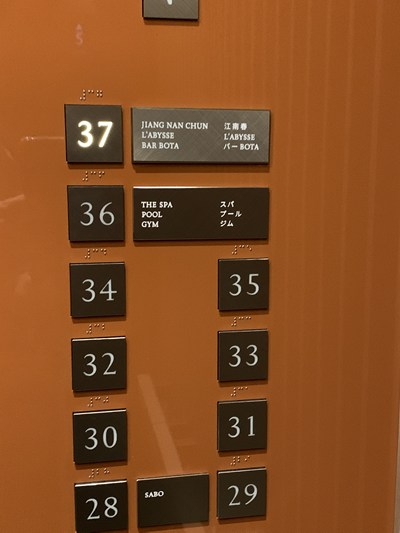 37
JIANG NAN CHUN 江南春
L'ABYSSE L'ABYSSE
BAR BOTA バー BOTA
36
THE SPA スパ
POOL プール
GYM ジム
34 35
32 33
30 31
28 SABO 29